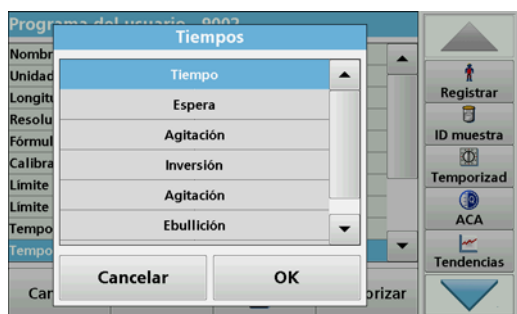 Programa del usuario 9002
Tiempos
Nombr
Unidad
Longitu
Resolu
Fórmul
Calibra
Límite
Límite
Tempo
Tempo
Tiempo
Espera
Agitación
Inversión
Agitación
Ebullición
Cancelar
OK
Can
orizar
Registrar
ID muestra
Temporizad
ACA
Tendencias